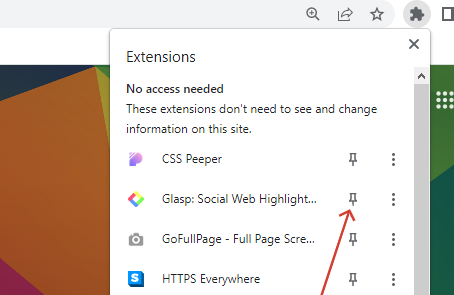 Extensions
No access needed
These extensions don't need to see and change
information on this site.
CSS Peeper
Glasp: Social Web Highlight...
GoFullPage - Full Page Scre...
HTTPS Everywhere